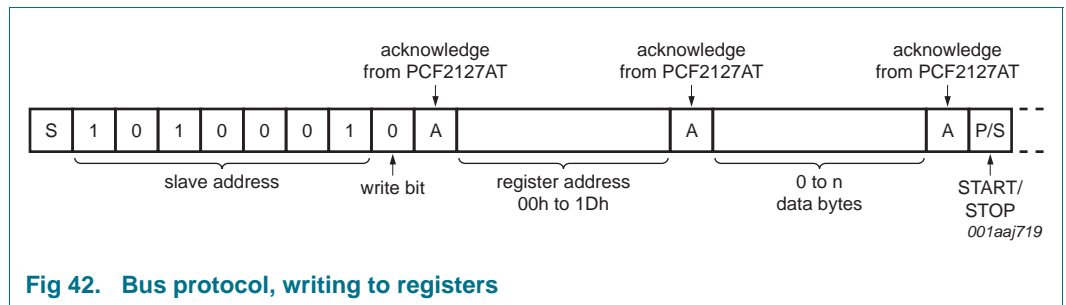 acknowledge
from PCF2127AT
acknowledge
from PCF2127AT
acknowledge
from PCF2127AT
S 1 0 1 0 0 0 1 0 A A A P/S
slave address
write bit
register address
00h to 1Dh
0 to n
data bytes
START/
STOP
001aaj719
Fig 42. Bus protocol, writing to registers